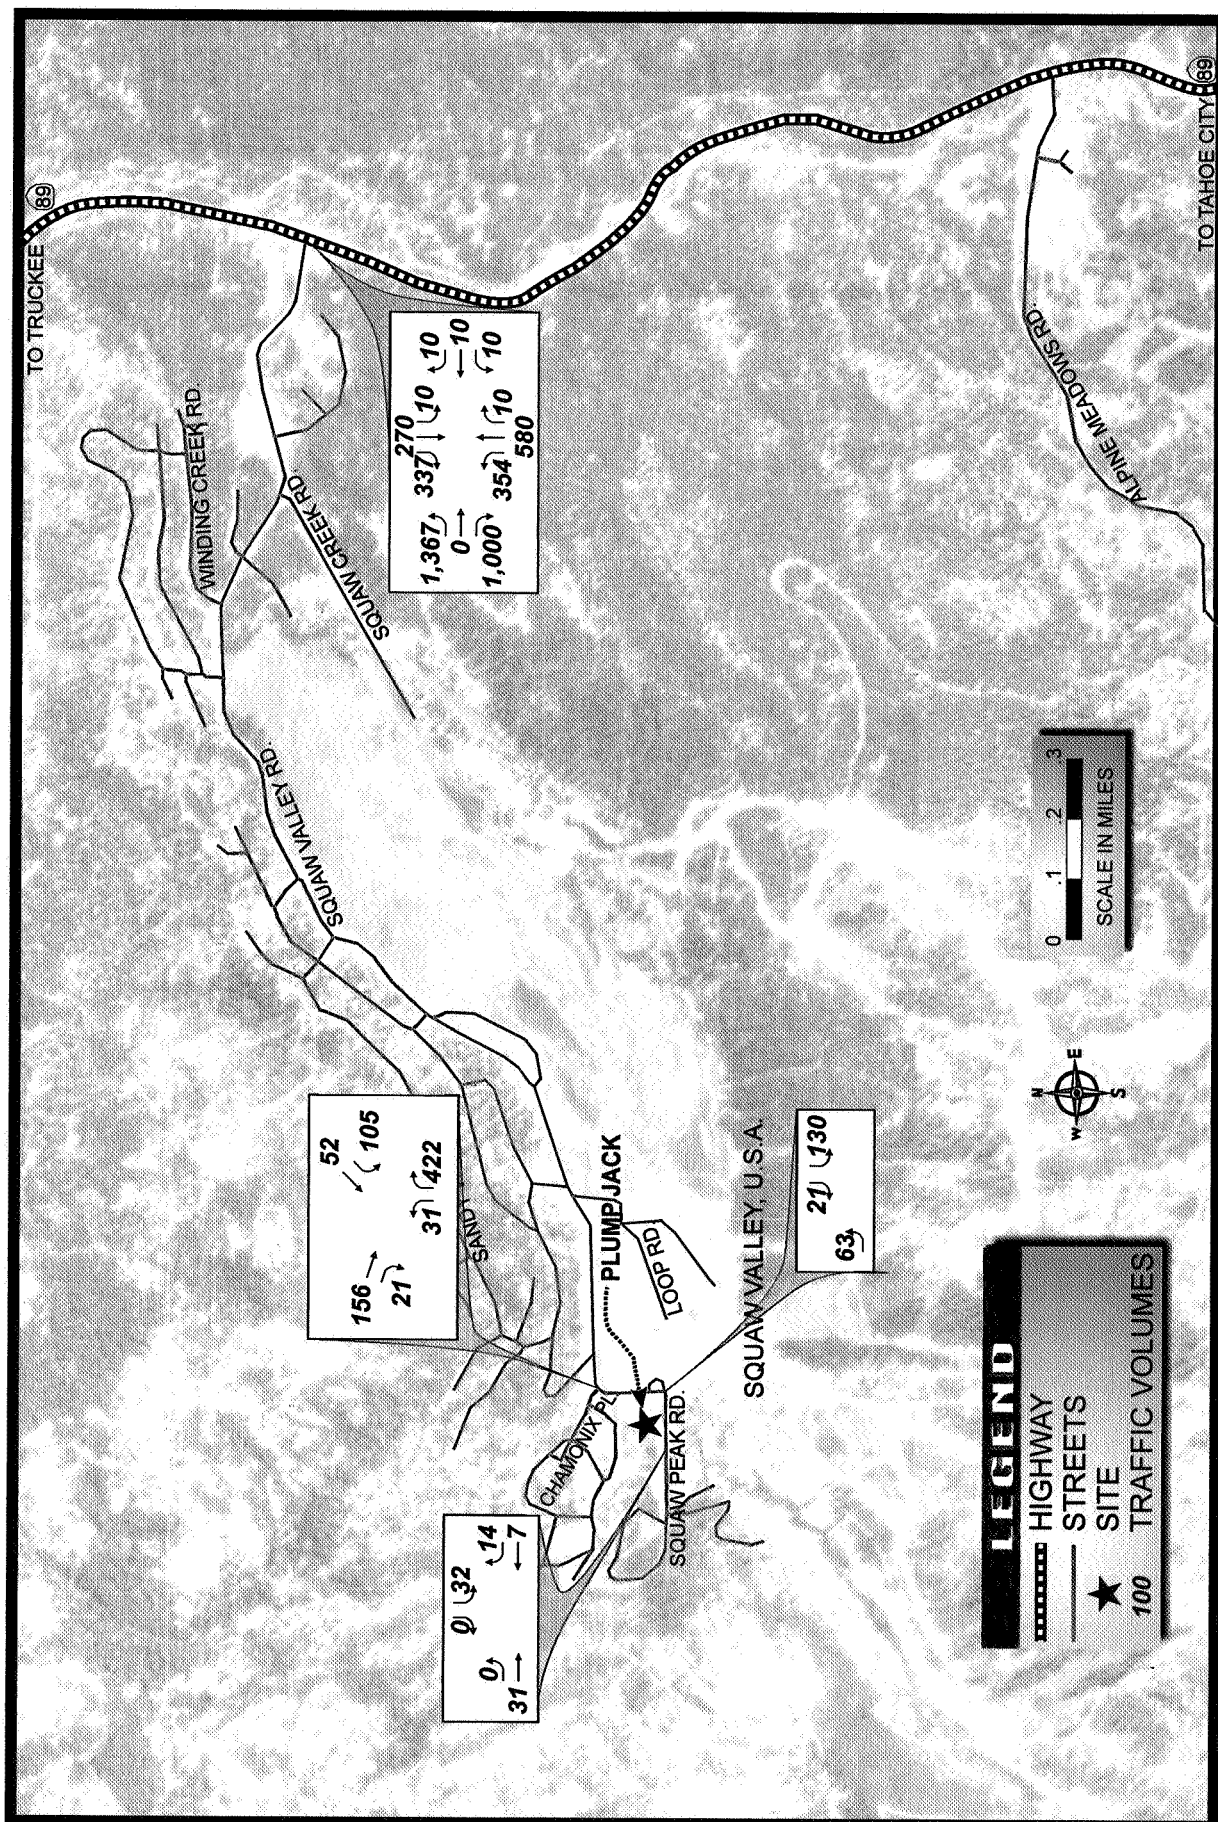 TO TRUCKEE
89
WINDING CREEK RD.
SQUAW CREEK RD.
SQUAW VALLEY RD.
1,367
0
1,000
337
270
10
354
580
10
10
10
10
TO TAHOE CITY
89
ALPINE MEADOWS RD.
156
21
52
105
31
422
SAND
PLUMPJACK
LOOP RD.
CHAMONIX PL.
SQUAW PEAK RD.
SQUAW VALLEY, U.S.A.
0
31
0
32
14
7
63
21
130
N
W
E
S
0 .1 .2 .3
SCALE IN MILES
LEGEND
HIGHWAY
STREETS
SITE
100 TRAFFIC VOLUMES